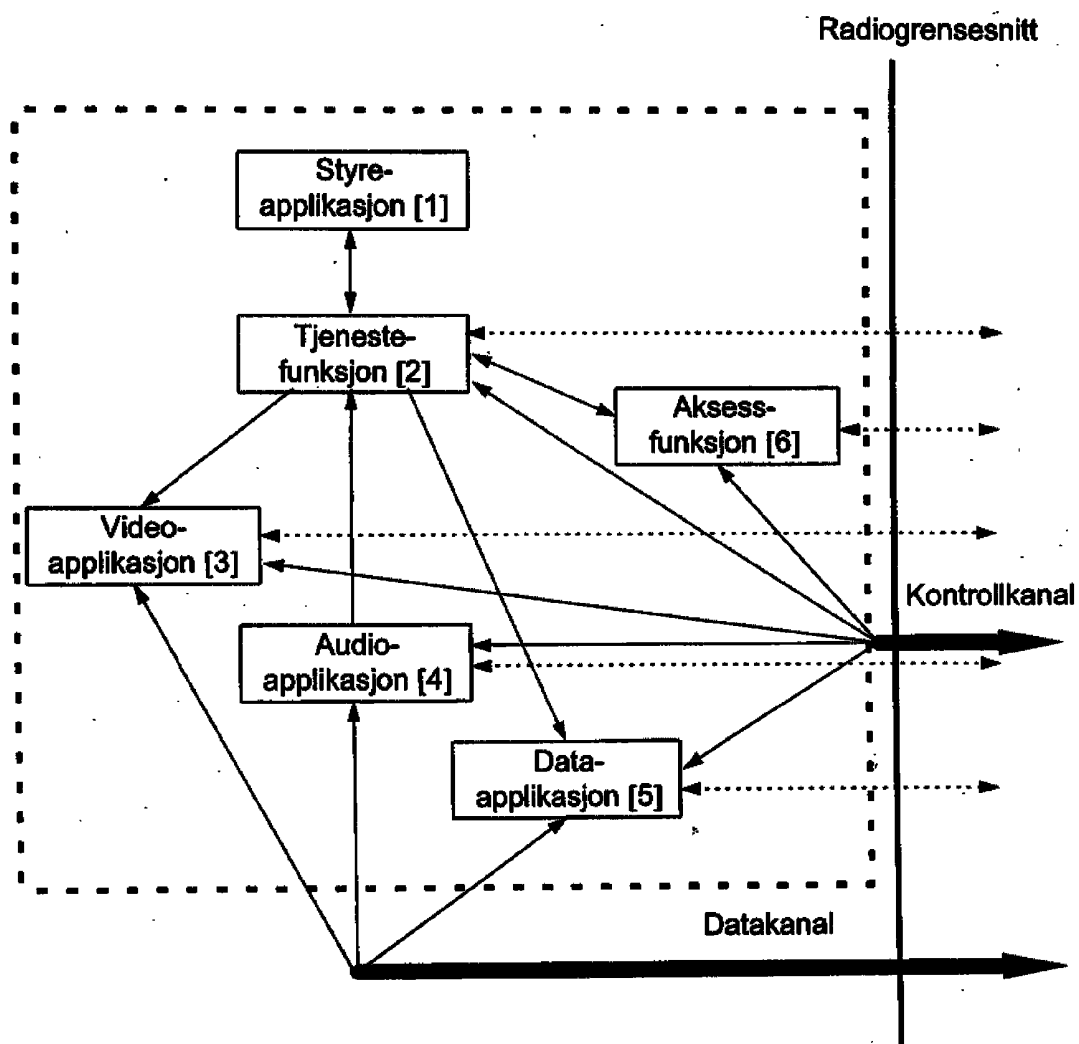 Radiogrensesnitt
Styre-
applikasjon [1]
Tjeneste-
funksjon [2]
Aksess-
funksjon [6]
Video-
applikasjon [3]
Kontrollkanal
Audio-
applikasjon [4]
Data-
applikasjon [5]
Datakanal